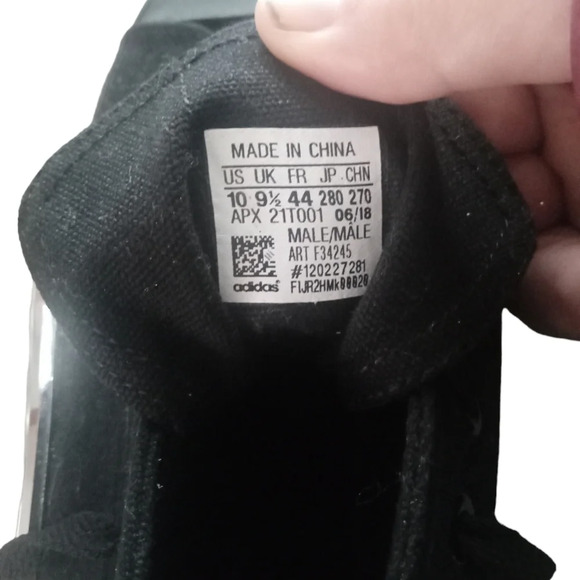 MADE IN CHINA
US UK FR JP CHN
10 9½ 44 280 270
APX 21T001 06/18
MALE/MÂLE
ART F34245
#120227281
adidas